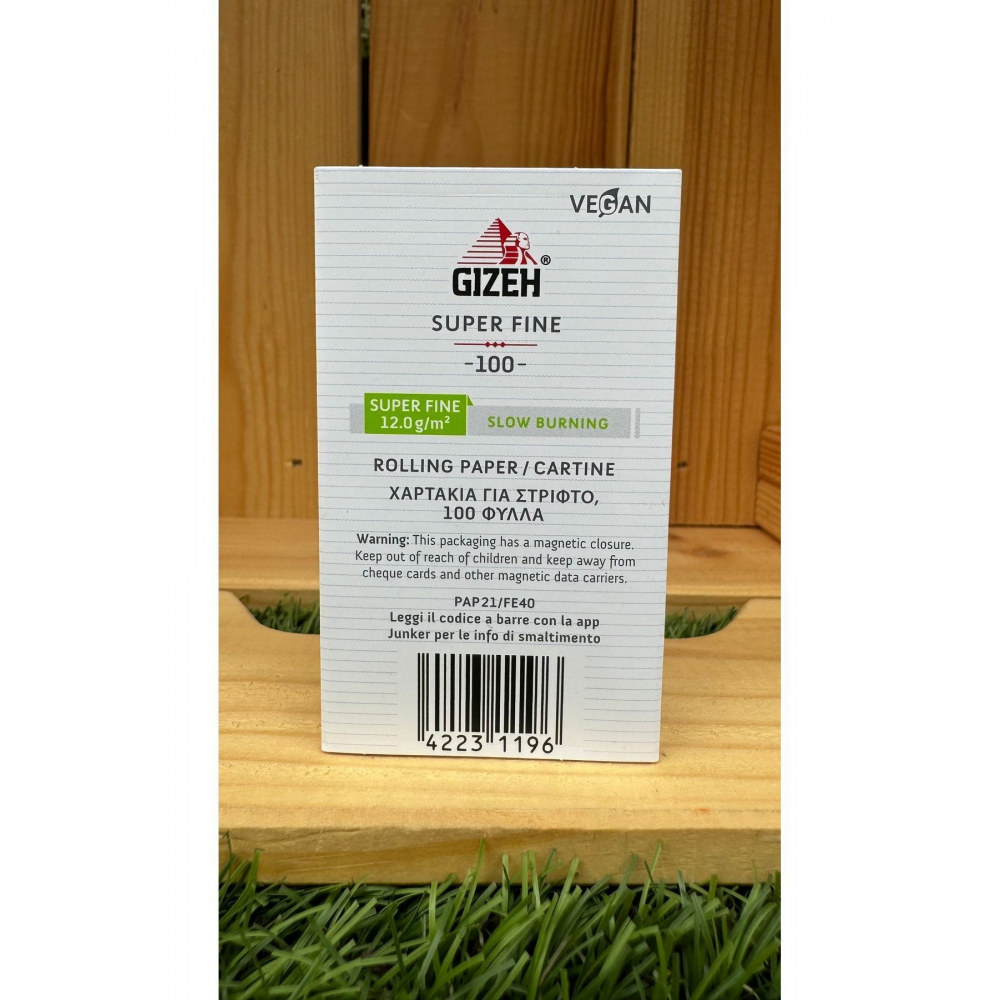 VEGAN
GIZEH®
SUPER FINE
-100-
SUPER FINE
12.0g/m²
SLOW BURNING
ROLLING PAPER / CARTINE
ΧΑΡΤΑΚΙΑ ΓΙΑ ΣΤΡΙΦΤΟ,
100 ΦΥΛΛΑ
Warning: This packaging has a magnetic closure.
Keep out of reach of children and keep away from
cheque cards and other magnetic data carriers.
PAP21/FE40
Leggi il codice a barre con la app
Junker per le info di smaltimento
4223 1196